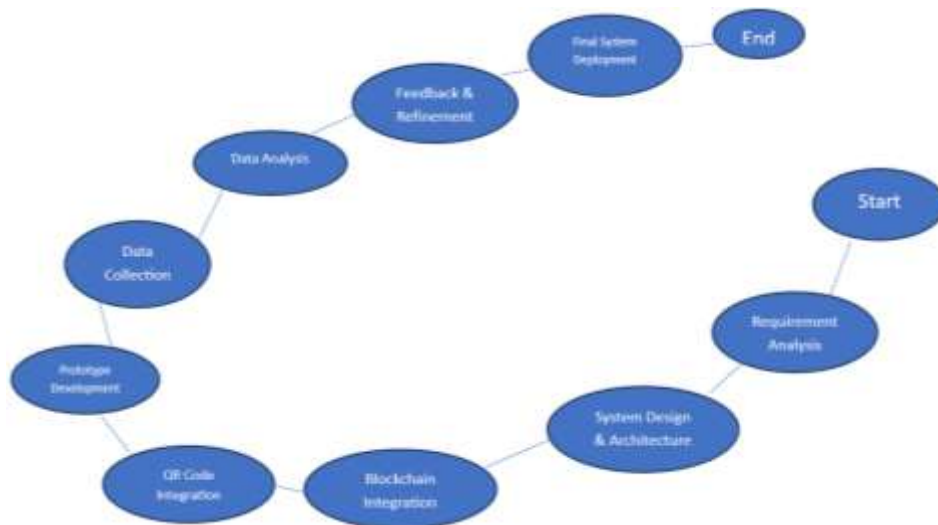 Final System
Deployment
End
Feedback &
Refinement
Data Analysis
Start
Data
Collection
Requirement
Analysis
Prototype
Development
System Design
& Architecture
QR Code
Integration
Blockchain
Integration